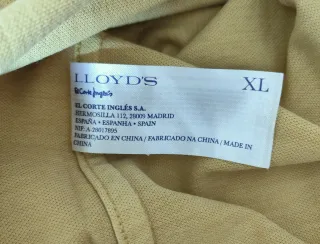 LLOYD'S XL
El Corte Inglés
EL CORTE INGLÉS S.A.
HERMOSILLA 112, 28009 MADRID
ESPAÑA • ESPANHA • SPAIN
NIF: A-28017895
FABRICADO EN CHINA / FABRICADO NA CHINA / MADE IN
CHINA